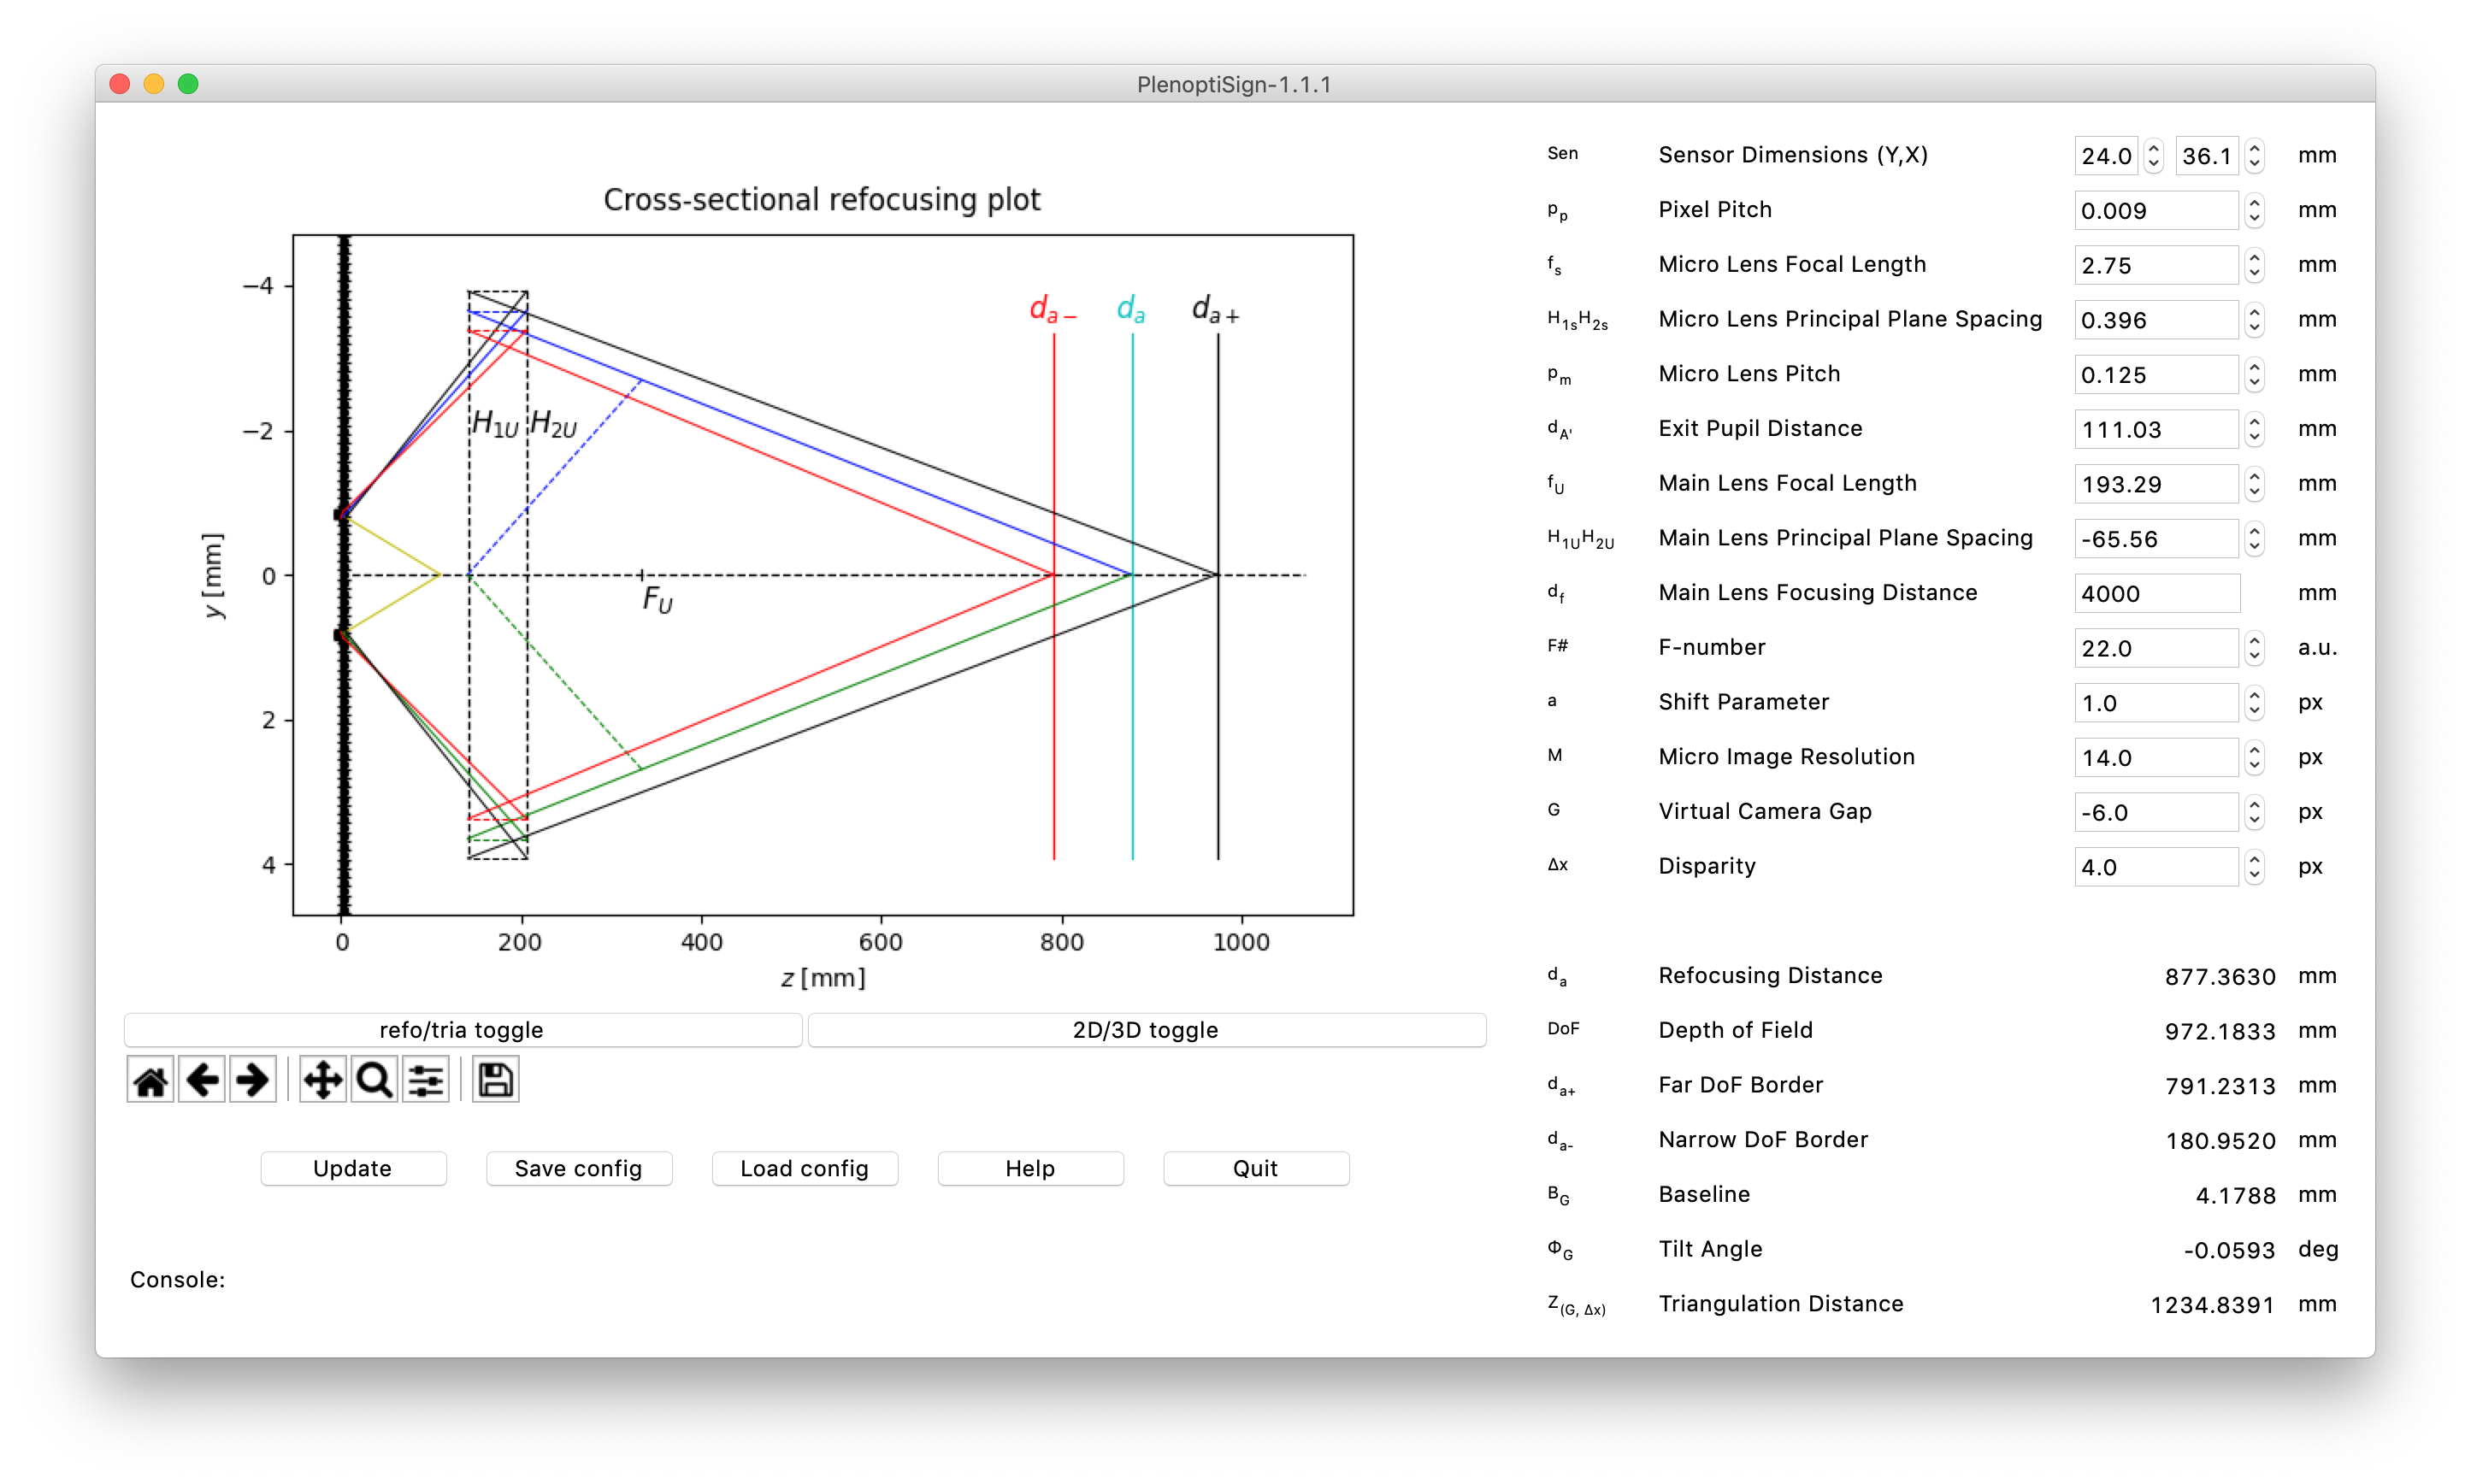 PlenoptiSign-1.1.1
Cross-sectional refocusing plot
−4
−2
0
2
4
y [mm]
d_{a−} d_a d_{a+}
H_{1U} H_{2U}
F_U
0 200 400 600 800 1000
z [mm]
refo/tria toggle 2D/3D toggle
Update Save config Load config Help Quit
Console:
Sen Sensor Dimensions (Y,X) 24.0 36.1 mm
p_p Pixel Pitch 0.009 mm
f_s Micro Lens Focal Length 2.75 mm
H_{1s}H_{2s} Micro Lens Principal Plane Spacing 0.396 mm
p_m Micro Lens Pitch 0.125 mm
d_{A'} Exit Pupil Distance 111.03 mm
f_U Main Lens Focal Length 193.29 mm
H_{1U}H_{2U} Main Lens Principal Plane Spacing -65.56 mm
d_f Main Lens Focusing Distance 4000 mm
F# F-number 22.0 a.u.
a Shift Parameter 1.0 px
M Micro Image Resolution 14.0 px
G Virtual Camera Gap -6.0 px
Δx Disparity 4.0 px
d_a Refocusing Distance 877.3630 mm
DoF Depth of Field 972.1833 mm
d_{a+} Far DoF Border 791.2313 mm
d_{a-} Narrow DoF Border 180.9520 mm
B_G Baseline 4.1788 mm
Φ_G Tilt Angle -0.0593 deg
Z_{(G, Δx)} Triangulation Distance 1234.8391 mm